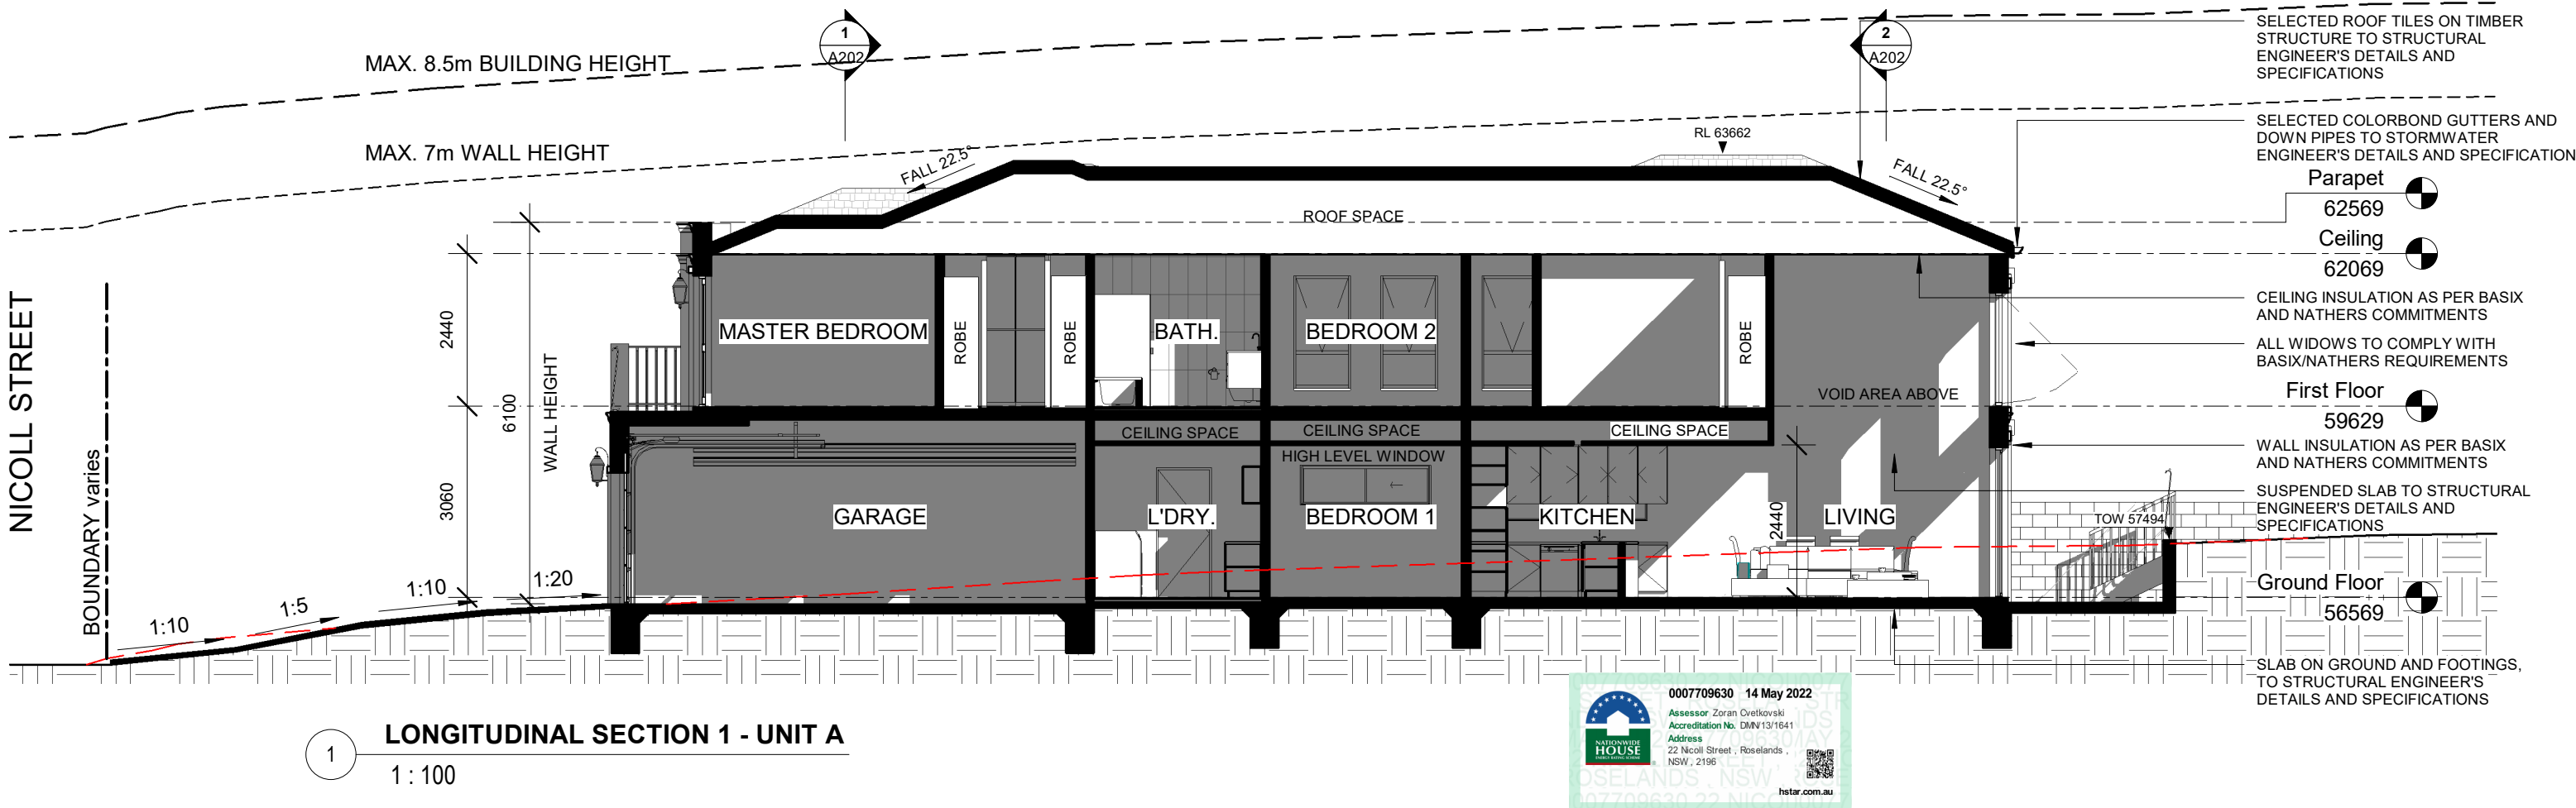 SELECTED ROOF TILES ON TIMBER
STRUCTURE TO STRUCTURAL
ENGINEER'S DETAILS AND
SPECIFICATIONS
1
A202
2
A202
MAX. 8.5m BUILDING HEIGHT
SELECTED COLORBOND GUTTERS AND
DOWN PIPES TO STORMWATER
ENGINEER'S DETAILS AND SPECIFICATION
MAX. 7m WALL HEIGHT
RL 63662
FALL 22.5°
FALL 22.5°
Parapet
62569
ROOF SPACE
Ceiling
62069
CEILING INSULATION AS PER BASIX
AND NATHERS COMMITMENTS
ALL WIDOWS TO COMPLY WITH
BASIX/NATHERS REQUIREMENTS
NICOLL STREET
BOUNDARY varies
2440
3060
6100
WALL HEIGHT
MASTER BEDROOM
ROBE
ROBE
BATH.
BEDROOM 2
ROBE
VOID AREA ABOVE
First Floor
59629
CEILING SPACE
CEILING SPACE
CEILING SPACE
HIGH LEVEL WINDOW
WALL INSULATION AS PER BASIX
AND NATHERS COMMITMENTS
SUSPENDED SLAB TO STRUCTURAL
ENGINEER'S DETAILS AND
SPECIFICATIONS
GARAGE
L'DRY.
BEDROOM 1
KITCHEN
2440
LIVING
TOW 57494
1:10
1:5
1:10
1:20
Ground Floor
56569
SLAB ON GROUND AND FOOTINGS,
TO STRUCTURAL ENGINEER'S
DETAILS AND SPECIFICATIONS
1
LONGITUDINAL SECTION 1 - UNIT A
1 : 100
0007709630 14 May 2022
Assessor Zoran Cvetkovski
Accreditation No. DMN/13/1641
Address
22 Nicoll Street , Roselands ,
NSW , 2196
NATIONWIDE
HOUSE
ENERGY RATING SCHEME
hstar.com.au